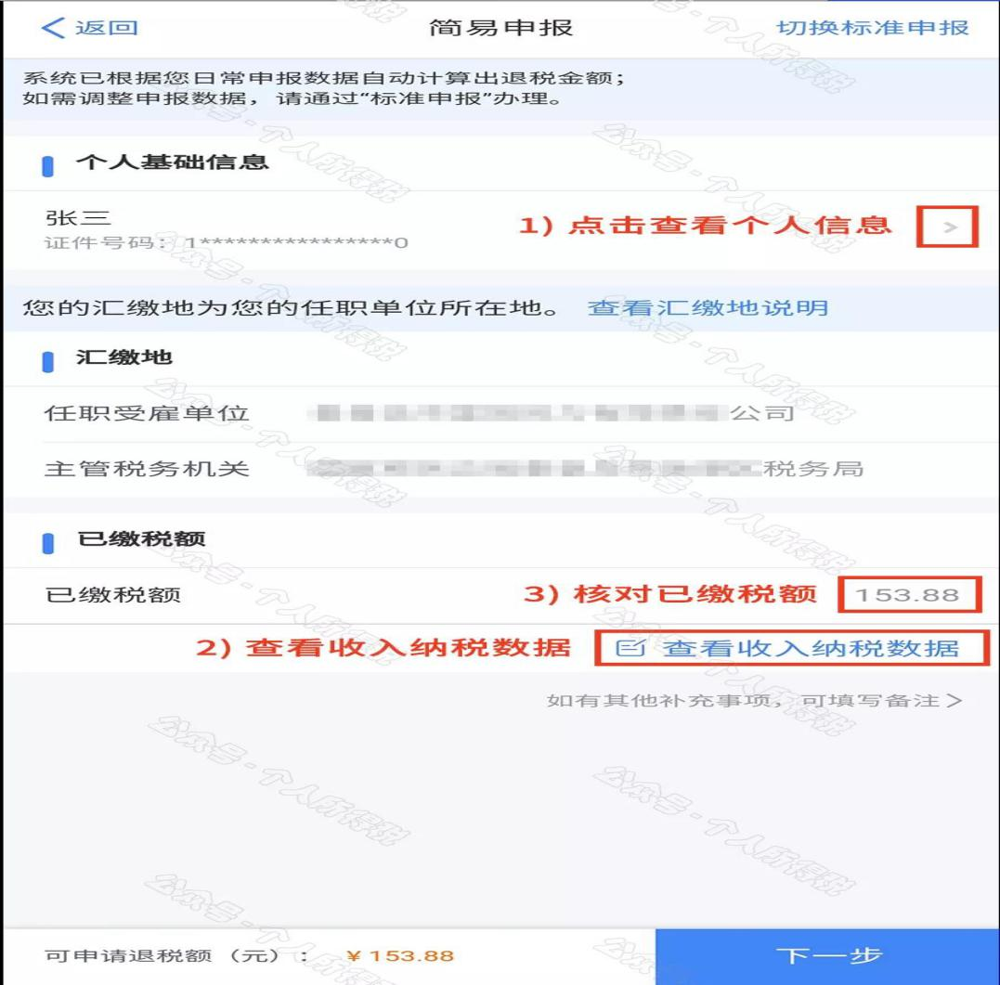 返回 简易申报 切换标准申报
系统已根据您日常申报数据自动计算出退税金额；
如需调整申报数据，请通过“标准申报”办理。
个人基础信息
张三
证件号码：1****************0
1）点击查看个人信息
您的汇缴地为您的任职单位所在地。 查看汇缴地说明
汇缴地
任职受雇单位 公司
主管税务机关 税务局
已缴税额
已缴税额 3）核对已缴税额 153.88
2）查看收入纳税数据 查看收入纳税数据
如有其他补充事项，可填写备注
可申请退税额（元）： ￥153.88 下一步
公众号·个人所得税